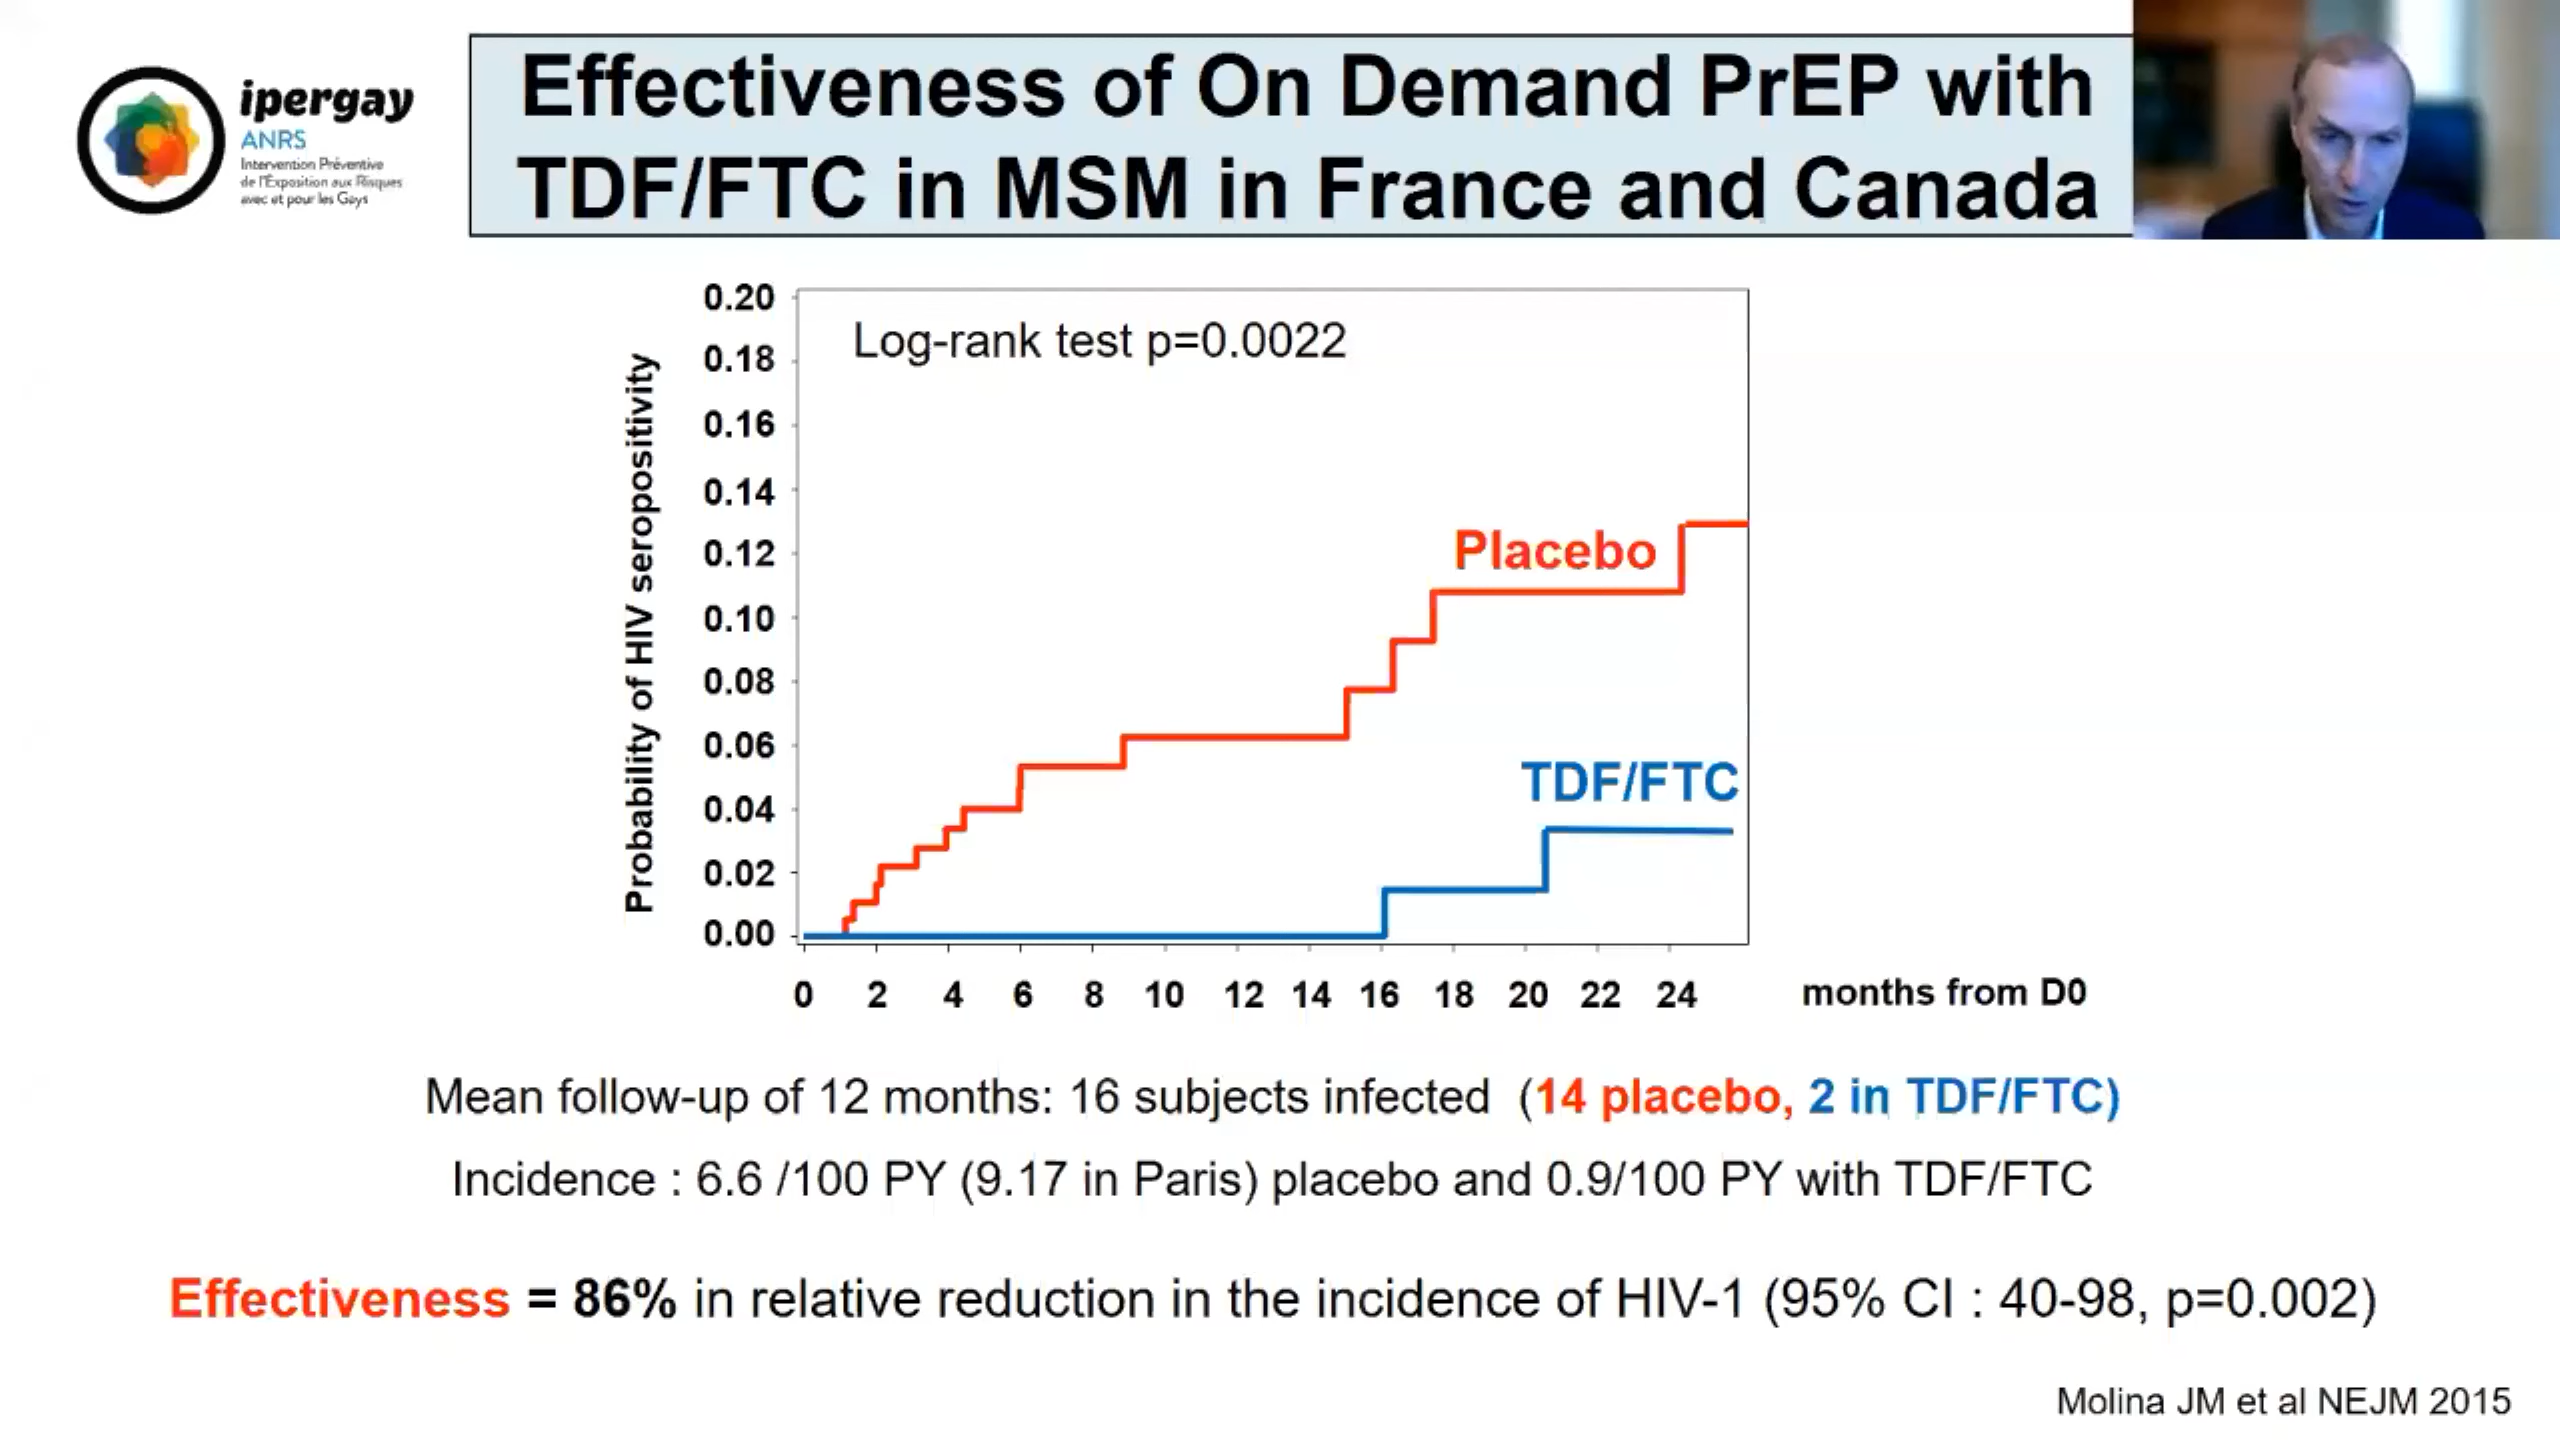 ipergay
ANRS
Intervention Préventive
de l'Exposition aux Risques
avec et pour les Gays
Effectiveness of On Demand PrEP with
TDF/FTC in MSM in France and Canada
Probability of HIV seropositivity
0.20
0.18
0.16
0.14
0.12
0.10
0.08
0.06
0.04
0.02
0.00
Log-rank test p=0.0022
Placebo
TDF/FTC
0 2 4 6 8 10 12 14 16 18 20 22 24 months from D0
Mean follow-up of 12 months: 16 subjects infected (14 placebo, 2 in TDF/FTC)
Incidence : 6.6 /100 PY (9.17 in Paris) placebo and 0.9/100 PY with TDF/FTC
Effectiveness = 86% in relative reduction in the incidence of HIV-1 (95% CI : 40-98, p=0.002)
Molina JM et al NEJM 2015